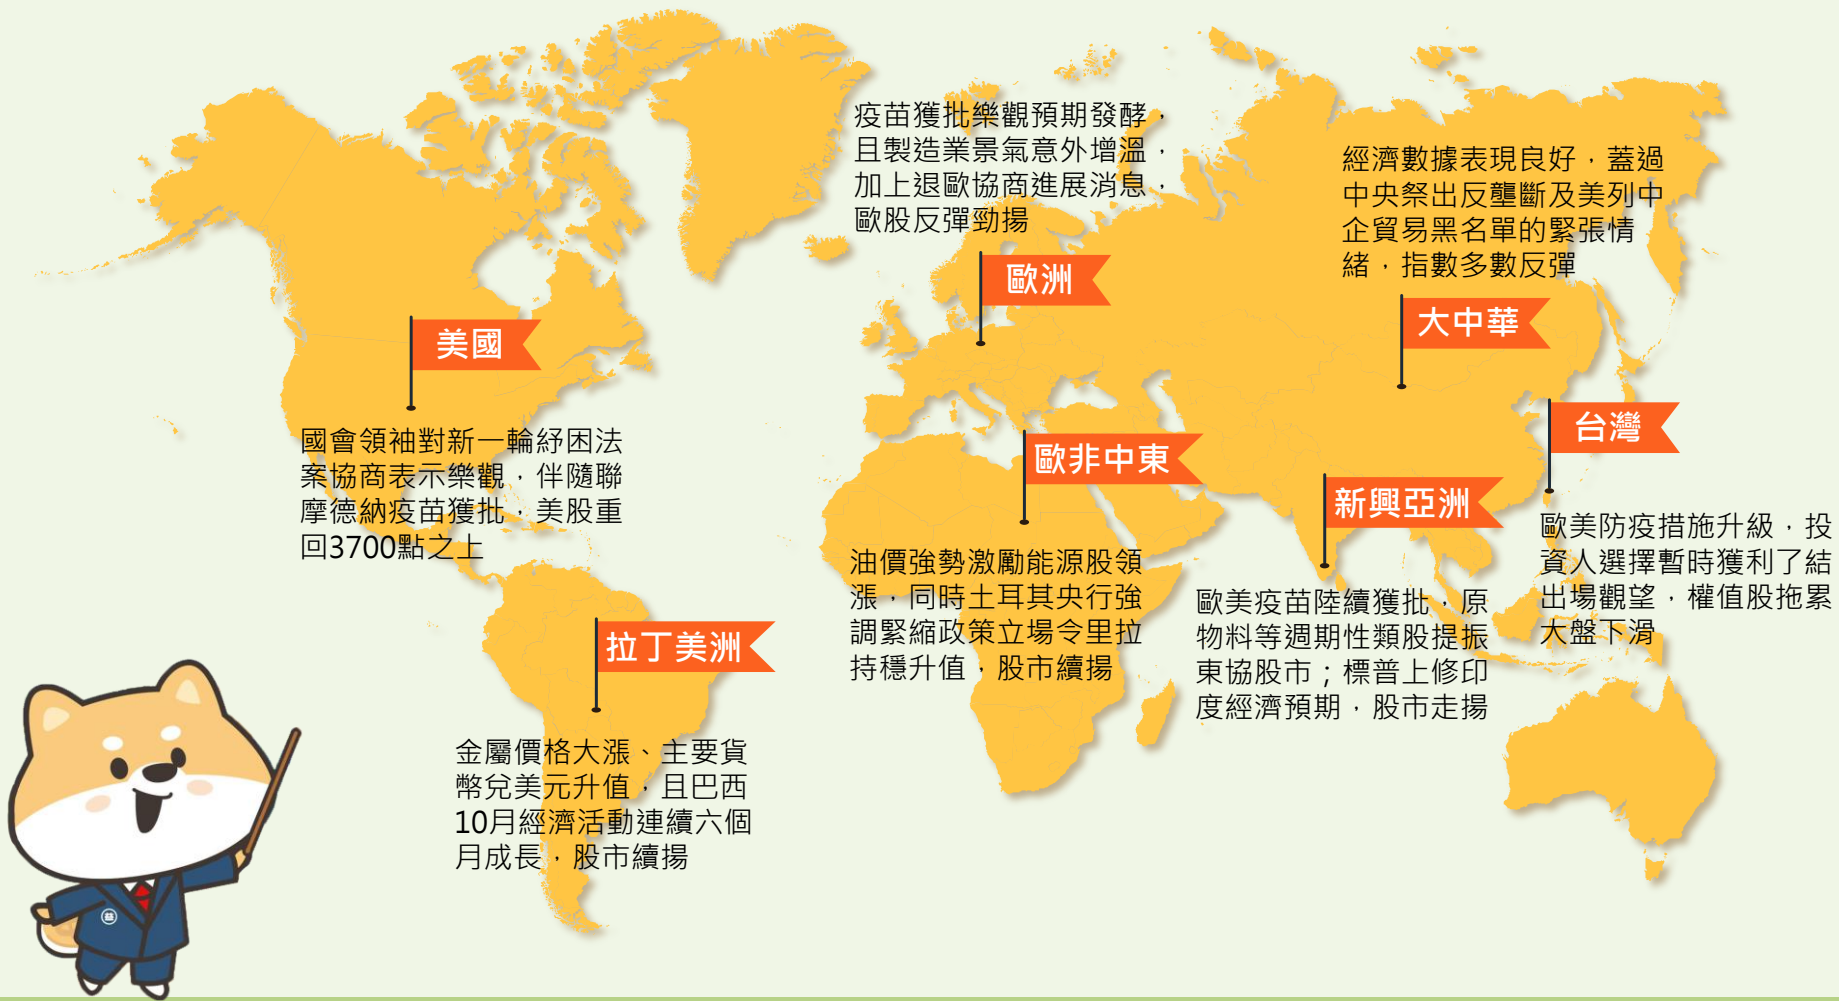 疫苗獲批樂觀預期發酵，
且製造業景氣意外增溫，
加上退歐協商進展消息，
歐股反彈勁揚
歐洲
經濟數據表現良好，蓋過
中央祭出反壟斷及美列中
企貿易黑名單的緊張情
緒，指數多數反彈
大中華
美國
國會領袖對新一輪紓困法
案協商表示樂觀，伴隨聯
摩德納疫苗獲批，美股重
回3700點之上
台灣
歐美防疫措施升級，投
資人選擇暫時獲利了結
出場觀望，權值股拖累
大盤下滑
歐非中東
油價強勢激勵能源股領
漲，同時土耳其央行強
調緊縮政策立場令里拉
持穩升值，股市續揚
新興亞洲
歐美疫苗陸續獲批，原
物料等週期性類股提振
東協股市；標普上修印
度經濟預期，股市走揚
拉丁美洲
金屬價格大漲、主要貨
幣兌美元升值，且巴西
10月經濟活動連續六個
月成長，股市續揚